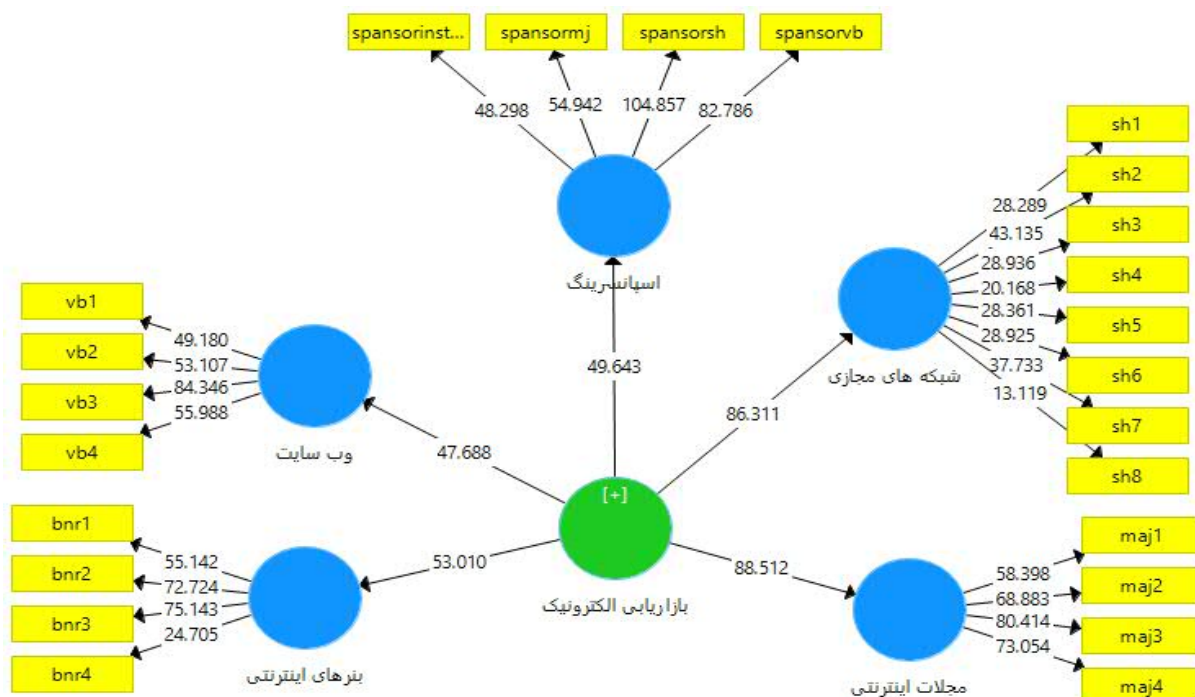 spansorinst...
spansormj
spansorsh
spansorvb
48.298
54.942
104.857
82.786
اسپانسرینگ
sh1
sh2
sh3
sh4
sh5
sh6
sh7
sh8
28.289
43.135
28.936
20.168
28.361
28.925
37.733
13.119
شبکه های مجازی
vb1
vb2
vb3
vb4
49.180
53.107
84.346
55.988
وب سایت
49.643
86.311
47.688
[+]
بازاریابی الکترونیک
53.010
88.512
bnr1
bnr2
bnr3
bnr4
55.142
72.724
75.143
24.705
بنرهای اینترنتی
maj1
maj2
maj3
maj4
58.398
68.883
80.414
73.054
مجلات اینترنتی